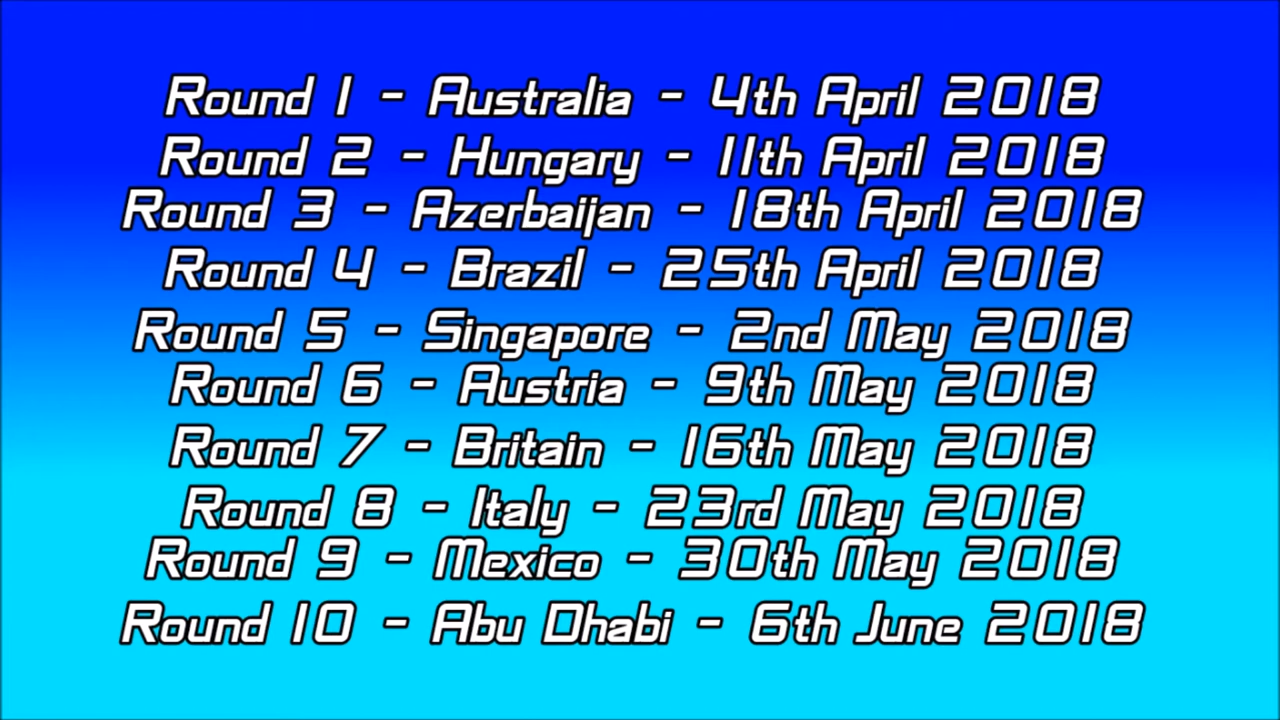 Round 1 - Australia - 4th April 2018
Round 2 - Hungary - 11th April 2018
Round 3 - Azerbaijan - 18th April 2018
Round 4 - Brazil - 25th April 2018
Round 5 - Singapore - 2nd May 2018
Round 6 - Austria - 9th May 2018
Round 7 - Britain - 16th May 2018
Round 8 - Italy - 23rd May 2018
Round 9 - Mexico - 30th May 2018
Round 10 - Abu Dhabi - 6th June 2018